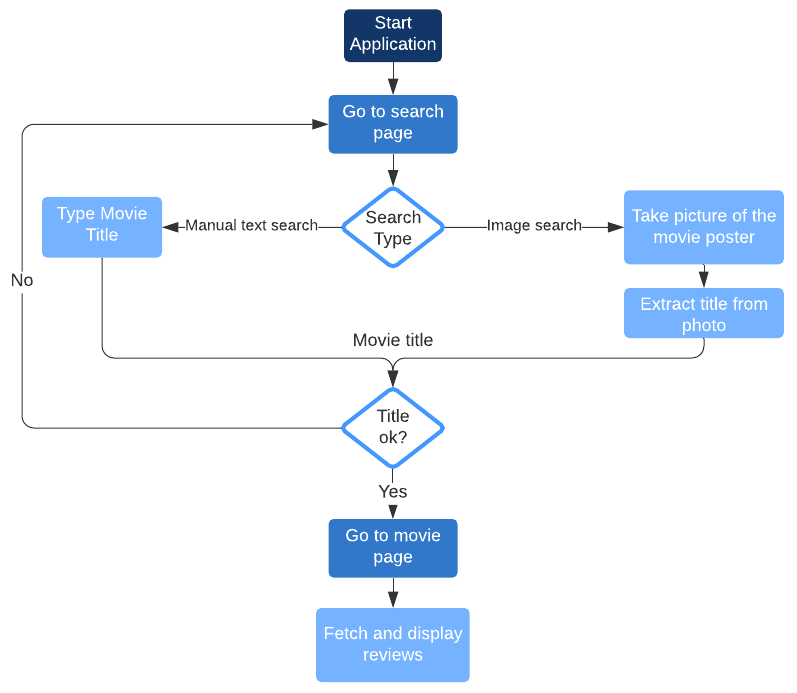 Start
Application
Go to search
page
Search
Type
Manual text search
Image search
Type Movie
Title
Take picture of the
movie poster
No
Extract title from
photo
Movie title
Title
ok?
Yes
Go to movie
page
Fetch and display
reviews